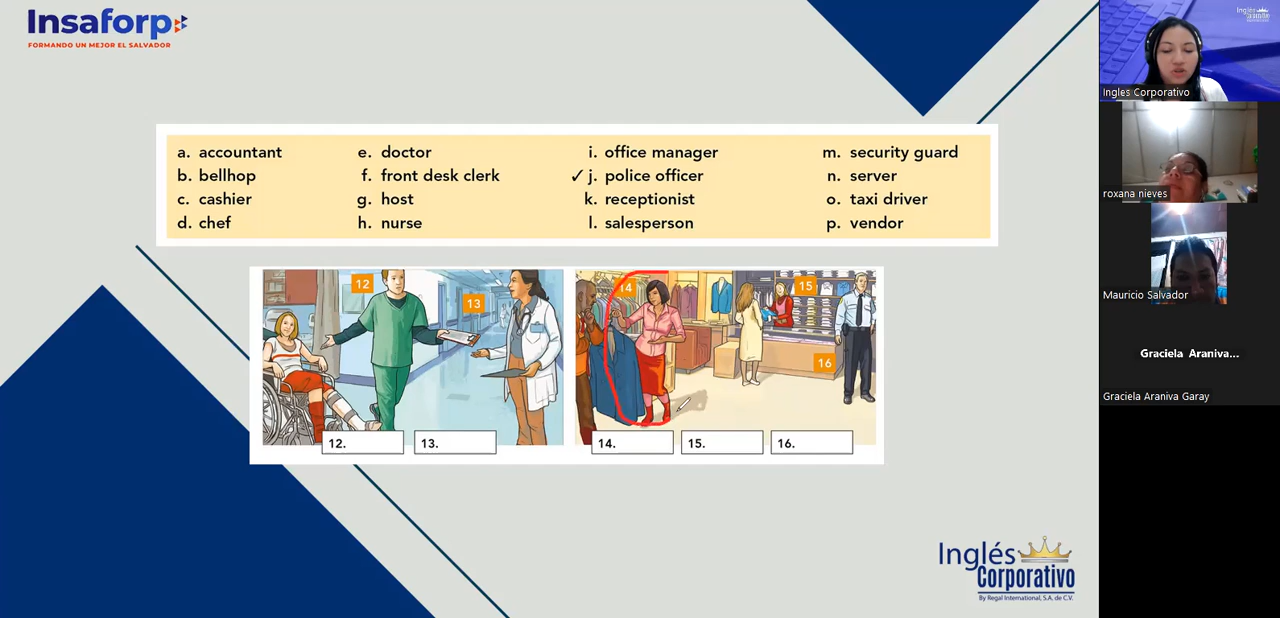 Insaforp
FORMANDO UN MEJOR EL SALVADOR
a. accountant
b. bellhop
c. cashier
d. chef
e. doctor
f. front desk clerk
g. host
h. nurse
i. office manager
✓ j. police officer
k. receptionist
l. salesperson
m. security guard
n. server
o. taxi driver
p. vendor
12
13
12.
13.
14
15
16
14.
15.
16.
Inglés
Corporativo
By Regal International, S.A. de C.V.
Ingles Corporativo
roxana nieves
Mauricio Salvador
Graciela Araniva...
Graciela Araniva Garay